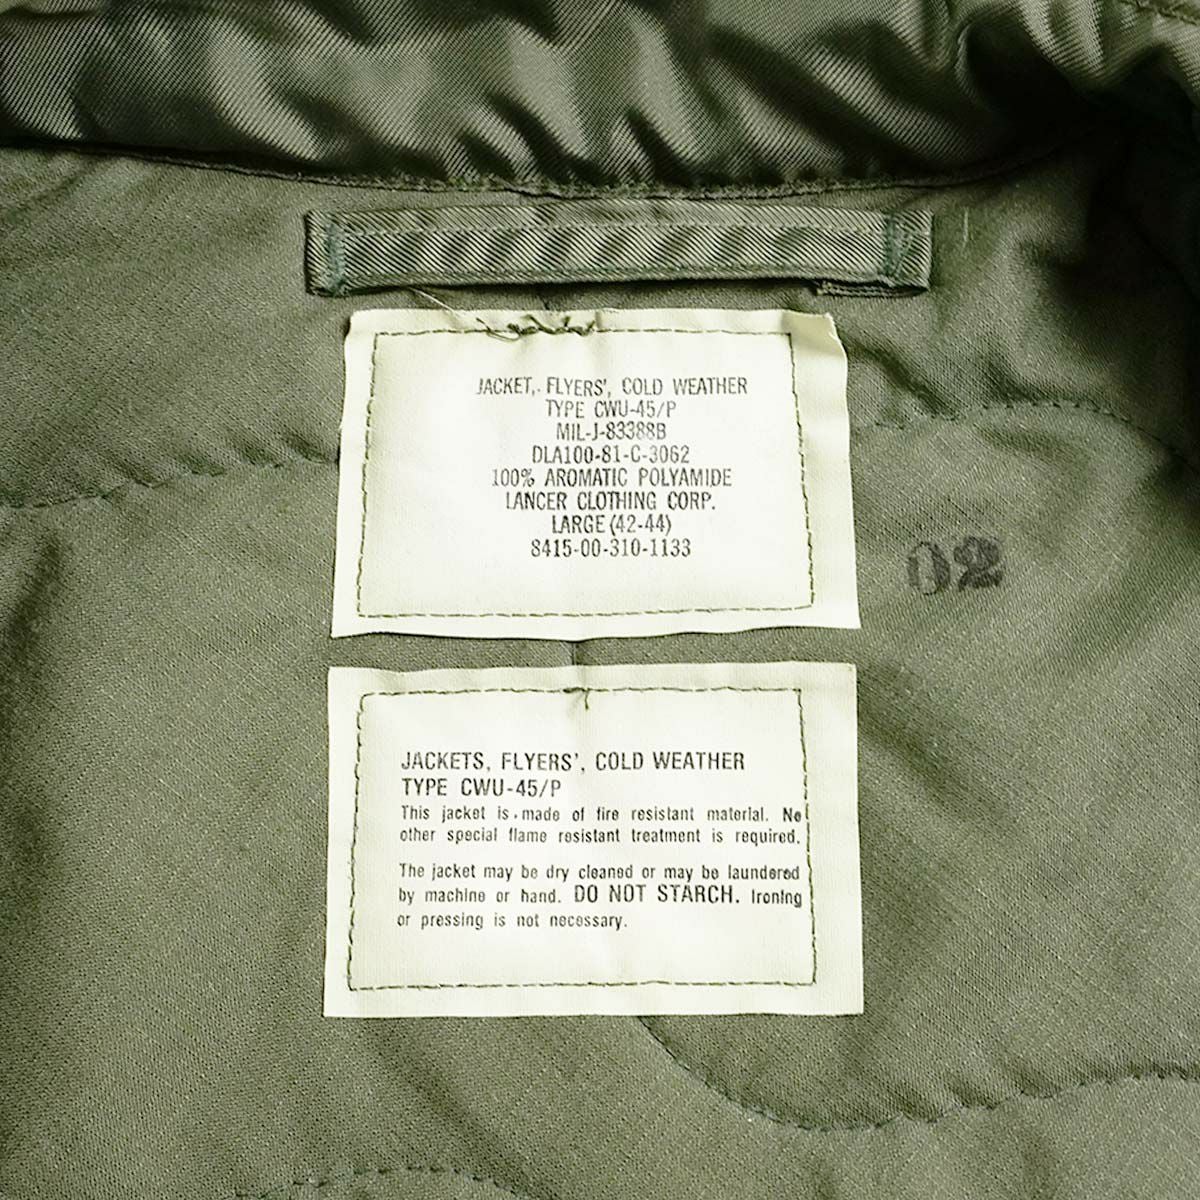 JACKET, FLYERS', COLD WEATHER
TYPE CWU-45/P
MIL-J-83388B
DLA100-81-C-3062
100% AROMATIC POLYAMIDE
LANCER CLOTHING CORP.
LARGE (42-44)
8415-00-310-1133
02
JACKETS, FLYERS', COLD WEATHER
TYPE CWU-45/P
This jacket is made of fire resistant material. No
other special flame resistant treatment is required.
The jacket may be dry cleaned or may be laundered
by machine or hand. DO NOT STARCH. Ironing
or pressing is not necessary.